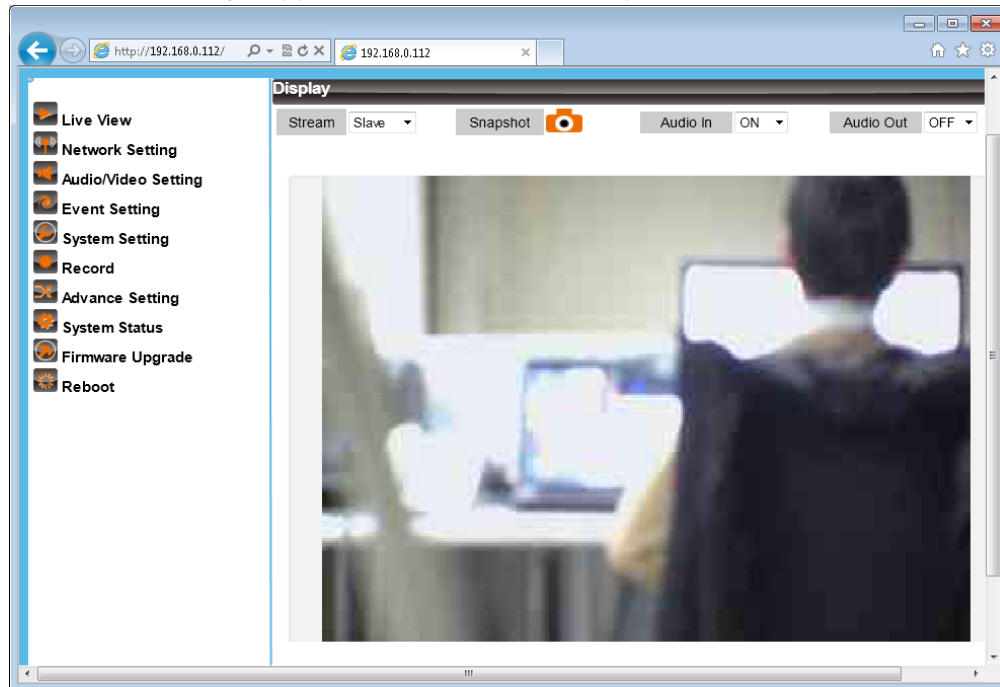 http://192.168.0.112/
192.168.0.112
Display
Stream Slave Snapshot Audio In ON Audio Out OFF
Live View
Network Setting
Audio/Video Setting
Event Setting
System Setting
Record
Advance Setting
System Status
Firmware Upgrade
Reboot